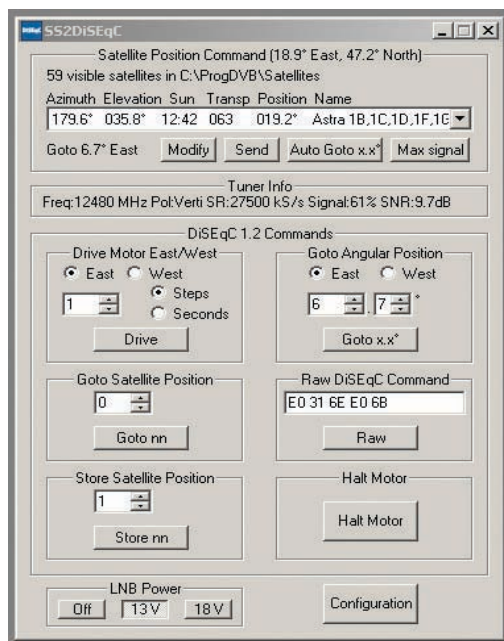 SS2DiSEqC
Satellite Position Command (18.9° East, 47.2° North)
59 visible satellites in C:\ProgDVB\Satellites
Azimuth Elevation Sun Transp Position Name
179.6° 035.8° 12:42 063 019.2° Astra 1B,1C,1D,1F,1G
Goto 6.7° East Modify Send Auto Goto x.x° Max signal
Tuner Info
Freq:12480 MHz Pol:Verti SR:27500 kS/s Signal:61% SNR:9.7dB
DiSEqC 1.2 Commands
Drive Motor East/West
East West
1 Steps
Seconds
Drive
Goto Angular Position
East West
6 . 7 °
Goto x.x°
Goto Satellite Position
0
Goto nn
Raw DiSEqC Command
E0 31 6E E0 6B
Raw
Store Satellite Position
1
Store nn
Halt Motor
Halt Motor
LNB Power
Off 13 V 18 V
Configuration